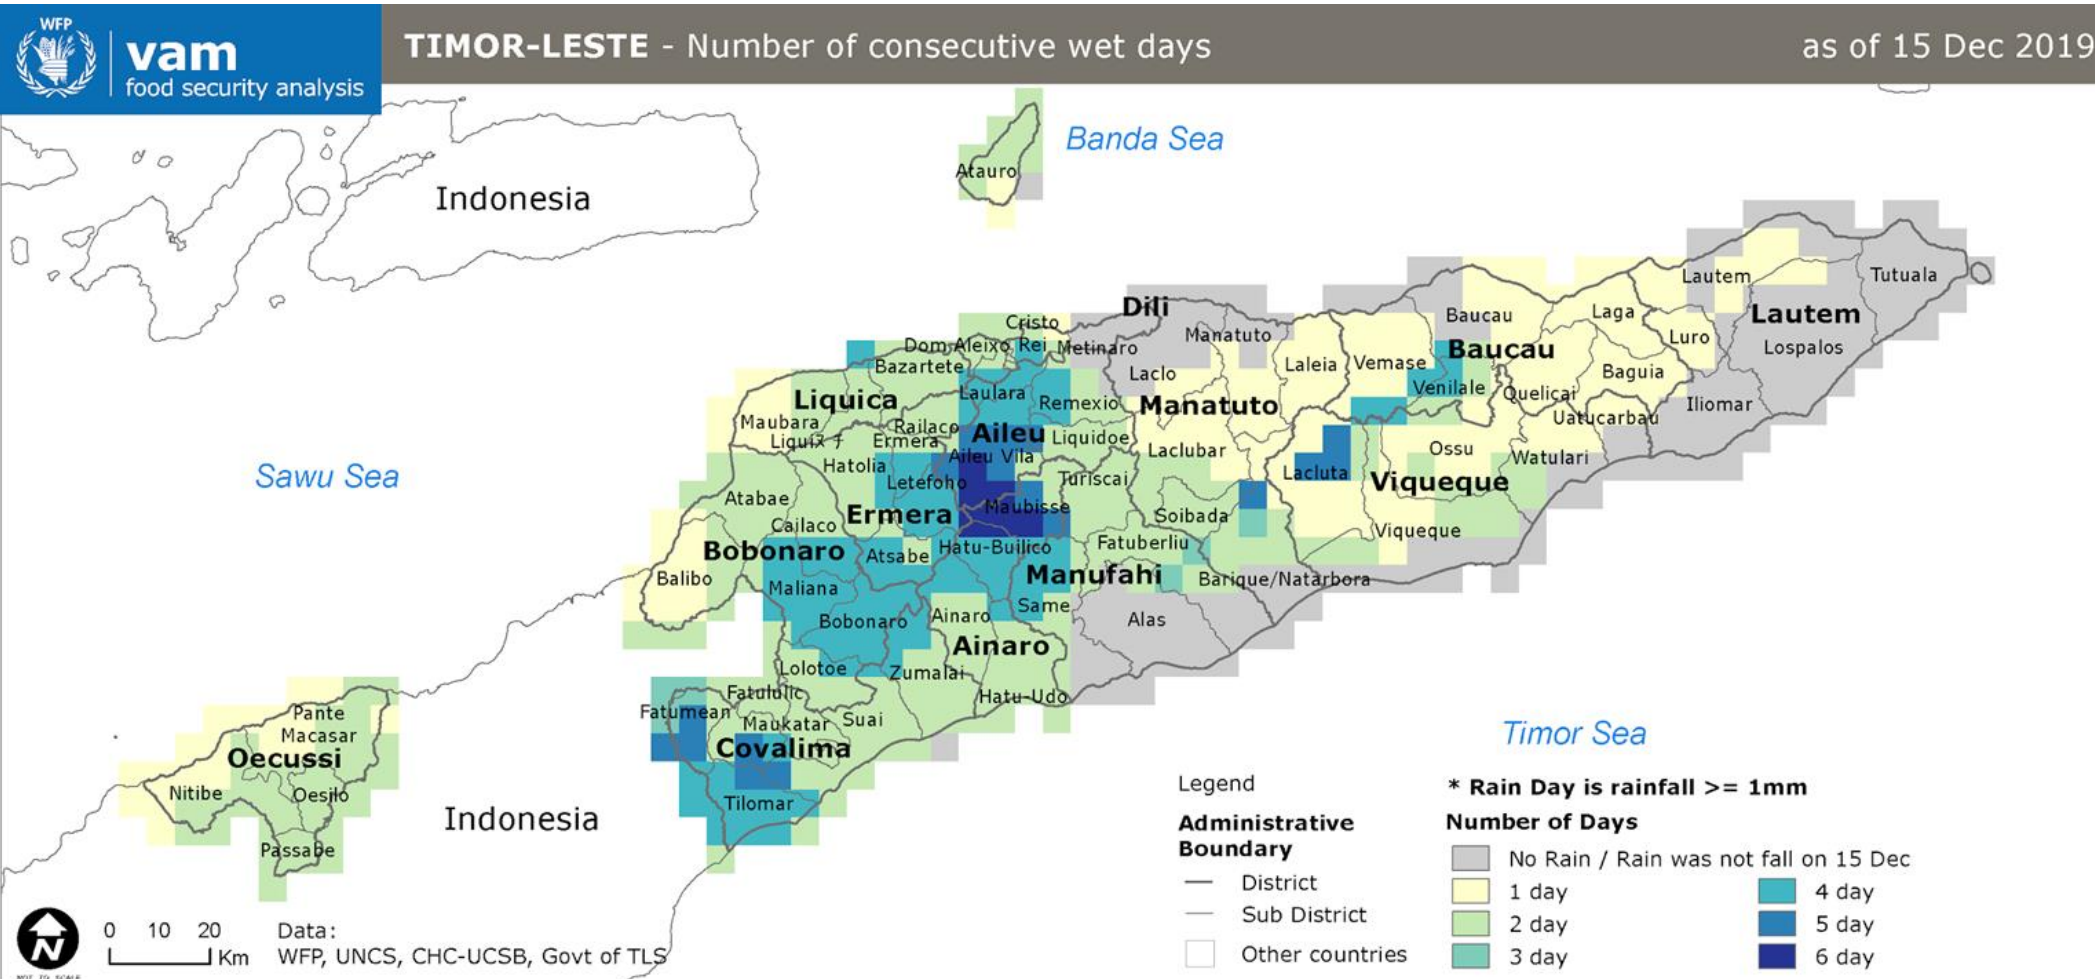 WFP
vam
food security analysis
TIMOR-LESTE - Number of consecutive wet days
as of 15 Dec 2019
Banda Sea
Atauro
Indonesia
Tutuala
Lautem
Dili
Baucau
Laga
Lautem
Cristo
Manatuto
Luro
Dom Aleixo Rei Metinaro
Baucau
Lospalos
Bazartete
Laclo
Laleia
Vemase
Baguia
Laulara
Venilale
Quelicai
Liquica
Remexio
Manatuto
Iliomar
Maubara
Railaco
Uatucarbau
Ermera
Aileu
Liquidoe
Aileu Vila
Laclubar
Ossu
Watulari
Hatolia
Sawu Sea
Letefoho
Turiscai
Lacluta
Viqueque
Atabae
Maubisse
Ermera
Soibada
Cailaco
Viqueque
Bobonaro
Atsabe
Hatu-Builico
Fatuberliu
Balibo
Maliana
Manufahi
Barique/Natarbora
Same
Bobonaro
Ainaro
Alas
Ainaro
Lolotoe
Zumalai
Fatululic
Hatu-Udo
Pante
Macasar
Fatumean
Maukatar
Suai
Timor Sea
Oecussi
Covalima
Nitibe
Oesilo
Tilomar
Indonesia
Passabe
Legend
Administrative
Boundary
District
Sub District
Other countries
* Rain Day is rainfall >= 1mm
Number of Days
No Rain / Rain was not fall on 15 Dec
1 day
2 day
3 day
4 day
5 day
6 day
N
NOT TO SCALE
0 10 20
Km
Data:
WFP, UNCS, CHC-UCSB, Govt of TLS